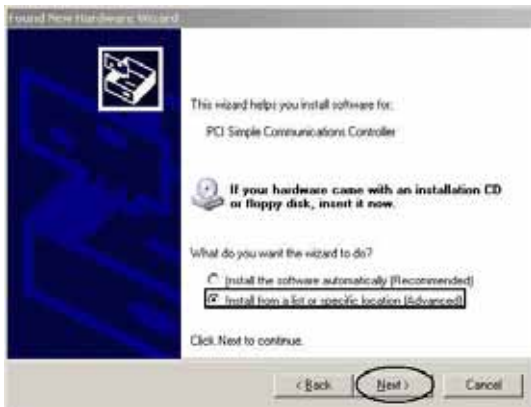 Found New Hardware Wizard
This wizard helps you install software for:
PCI Simple Communications Controller
If your hardware came with an installation CD
or floppy disk, insert it now.
What do you want the wizard to do?
Install the software automatically (Recommended)
Install from a list or specific location (Advanced)
Click Next to continue.
< Back
Next >
Cancel